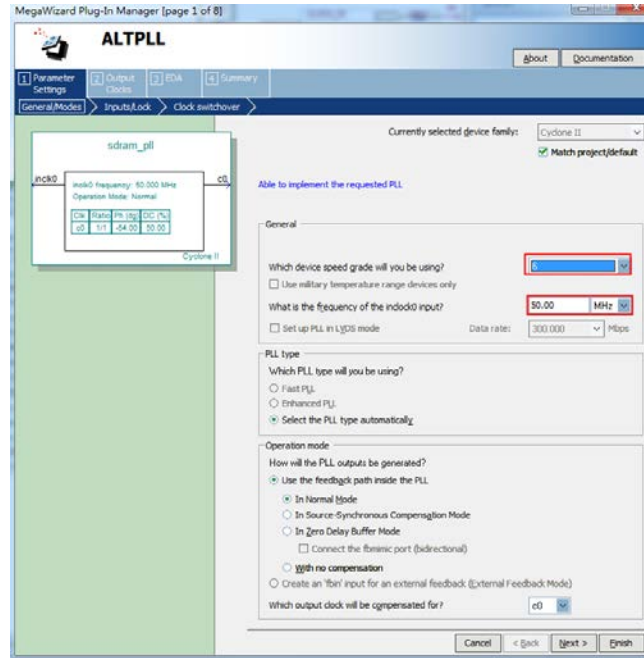 MegaWizard Plug-In Manager [page 1 of 8]
ALTPLL
About
Documentation
1 Parameter Settings
2 Output Clocks
3 EDA
4 Summary
General/Modes
Inputs/Lock
Clock switchover
sdram_pll
inclk0
c0
inclk0 frequency: 50.000 MHz
Operation Mode: Normal
Clk Ratio Ph (dg) DC (%)
c0 1/1 -54.00 50.00
Cyclone II
Currently selected device family:
Cyclone II
Match project/default
Able to implement the requested PLL
General
Which device speed grade will you be using?
6
Use military temperature range devices only
What is the frequency of the inclock0 input?
50.00
MHz
Set up PLL in LVDS mode
Data rate:
300.000
Mbps
PLL type
Which PLL type will you be using?
Fast PLL
Enhanced PLL
Select the PLL type automatically
Operation mode
How will the PLL outputs be generated?
Use the feedback path inside the PLL
In Normal Mode
In Source-Synchronous Compensation Mode
In Zero Delay Buffer Mode
Connect the fbmimic port (bidirectional)
With no compensation
Create an 'fbin' input for an external feedback (External Feedback Mode)
Which output clock will be compensated for?
c0
Cancel
< Back
Next >
Finish